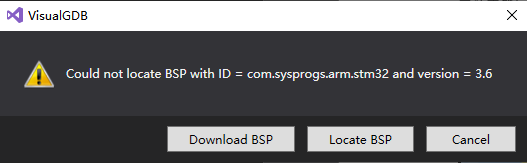 VisualGDB
Could not locate BSP with ID = com.sysprogs.arm.stm32 and version = 3.6
Download BSP
Locate BSP
Cancel